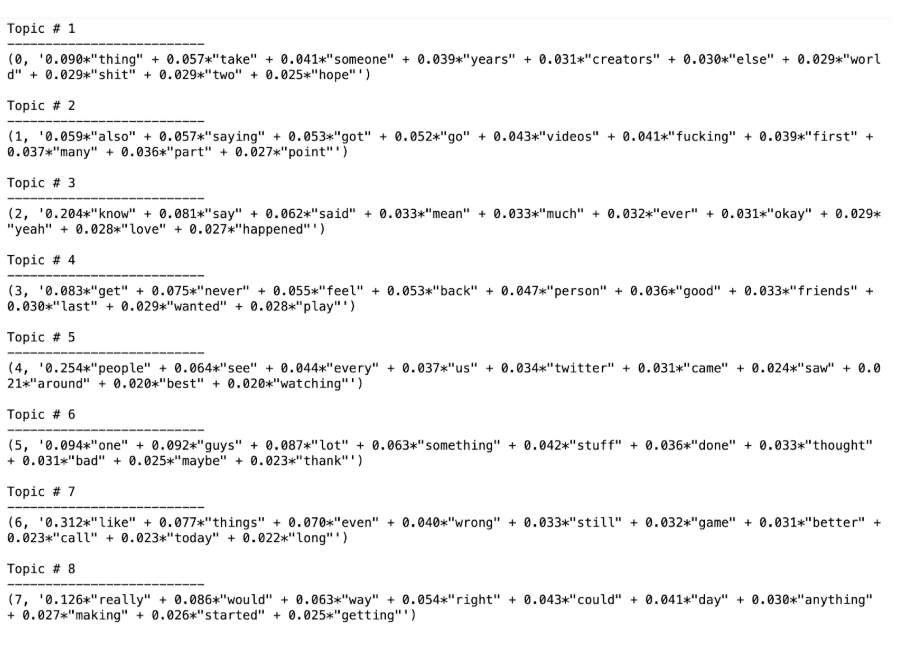 Topic # 1
--------------------------
(0, '0.090*"thing" + 0.057*"take" + 0.041*"someone" + 0.039*"years" + 0.031*"creators" + 0.030*"else" + 0.029*"worl
d" + 0.029*"shit" + 0.029*"two" + 0.025*"hope"')
Topic # 2
--------------------------
(1, '0.059*"also" + 0.057*"saying" + 0.053*"got" + 0.052*"go" + 0.043*"videos" + 0.041*"fucking" + 0.039*"first" +
0.037*"many" + 0.036*"part" + 0.027*"point"')
Topic # 3
--------------------------
(2, '0.204*"know" + 0.081*"say" + 0.062*"said" + 0.033*"mean" + 0.033*"much" + 0.032*"ever" + 0.031*"okay" + 0.029*
"yeah" + 0.028*"love" + 0.027*"happened"')
Topic # 4
--------------------------
(3, '0.083*"get" + 0.075*"never" + 0.055*"feel" + 0.053*"back" + 0.047*"person" + 0.036*"good" + 0.033*"friends" +
0.030*"last" + 0.029*"wanted" + 0.028*"play"')
Topic # 5
--------------------------
(4, '0.254*"people" + 0.064*"see" + 0.044*"every" + 0.037*"us" + 0.034*"twitter" + 0.031*"came" + 0.024*"saw" + 0.0
21*"around" + 0.020*"best" + 0.020*"watching"')
Topic # 6
--------------------------
(5, '0.094*"one" + 0.092*"guys" + 0.087*"lot" + 0.063*"something" + 0.042*"stuff" + 0.036*"done" + 0.033*"thought"
+ 0.031*"bad" + 0.025*"maybe" + 0.023*"thank"')
Topic # 7
--------------------------
(6, '0.312*"like" + 0.077*"things" + 0.070*"even" + 0.040*"wrong" + 0.033*"still" + 0.032*"game" + 0.031*"better" +
0.023*"call" + 0.023*"today" + 0.022*"long"')
Topic # 8
--------------------------
(7, '0.126*"really" + 0.086*"would" + 0.063*"way" + 0.054*"right" + 0.043*"could" + 0.041*"day" + 0.030*"anything"
+ 0.027*"making" + 0.026*"started" + 0.025*"getting"')